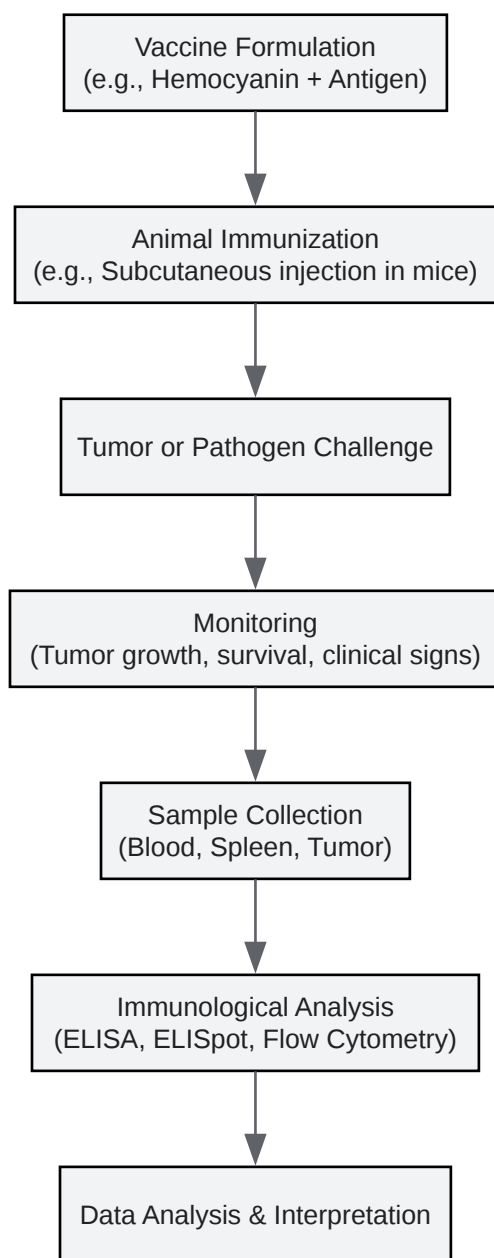 Vaccine Formulation
(e.g., Hemocyanin + Antigen)
Animal Immunization
(e.g., Subcutaneous injection in mice)
Tumor or Pathogen Challenge
Monitoring
(Tumor growth, survival, clinical signs)
Sample Collection
(Blood, Spleen, Tumor)
Immunological Analysis
(ELISA, ELISpot, Flow Cytometry)
Data Analysis & Interpretation